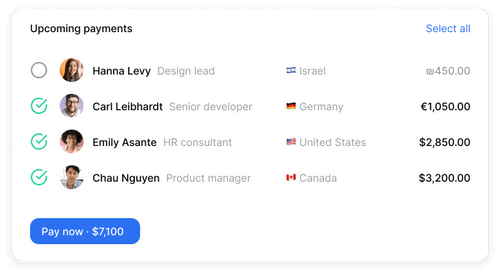 Upcoming payments Select all
Hanna Levy Design lead Israel ₪450.00
Carl Leibhardt Senior developer Germany €1,050.00
Emily Asante HR consultant United States $2,850.00
Chau Nguyen Product manager Canada $3,200.00
Pay now · $7,100